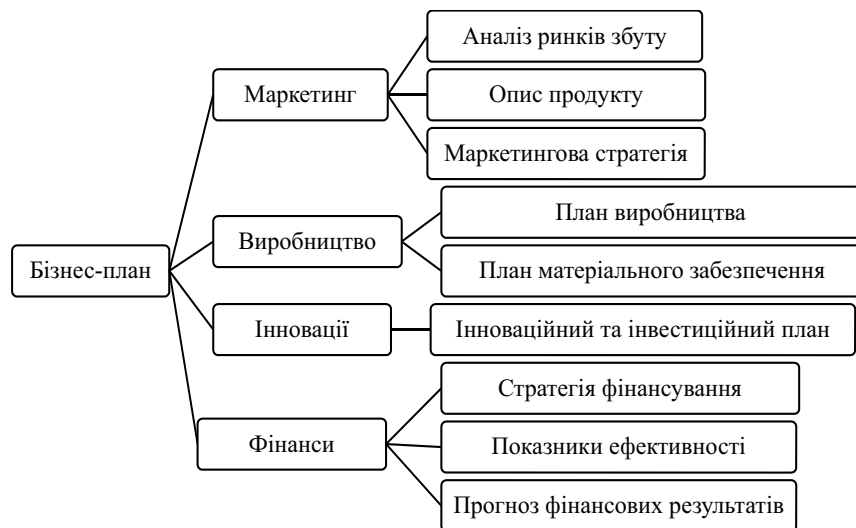 Бізнес-план
Маркетинг
Аналіз ринків збуту
Опис продукту
Маркетингова стратегія
Виробництво
План виробництва
План матеріального забезпечення
Інновації
Інноваційний та інвестиційний план
Фінанси
Стратегія фінансування
Показники ефективності
Прогноз фінансових результатів